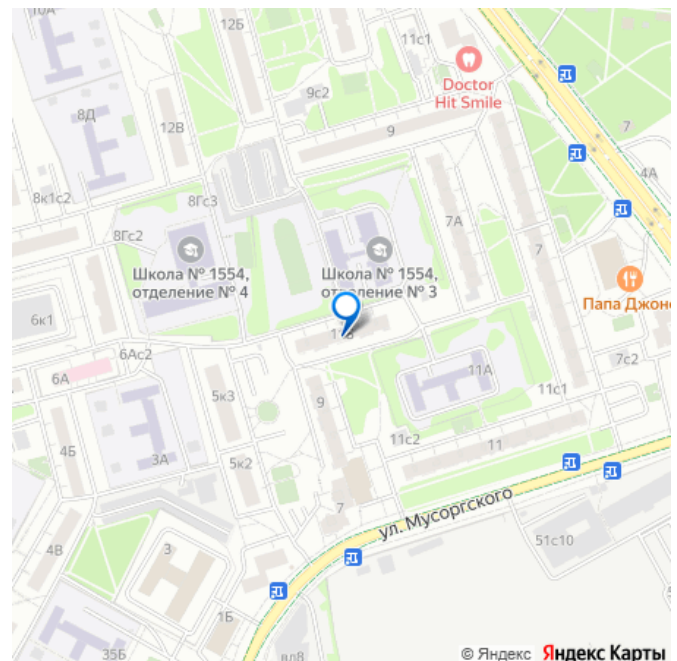 10А
12Б
11с1
Doctor
Hit Smile
9с2
8Д
12В
9
7
4А
8к1с2
8Гс3
7А
8Гс2
7
Школа № 1554,
отделение № 4
Школа № 1554,
отделение № 3
Папа Джонс
6к1
6Ас2
6А
7с2
11А
11с1
5к3
9
4Б
11с2
11
3А
5к2
ул. Мусоргского
7
51с10
4В
3
1Б
35Б
вл8
© Яндекс Яндекс Карты